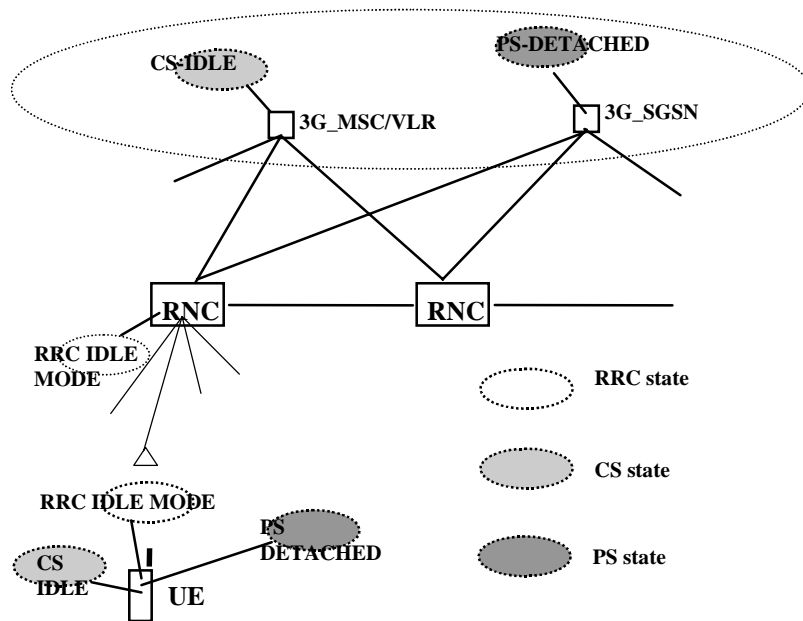 CS-IDLE
PS-DETACHED
3G_MSC/VLR
3G_SGSN
RNC
RNC
RRC IDLE
MODE
RRC state
CS state
RRC IDLE MODE
PS
DETACHED
CS
IDLE
UE
PS state